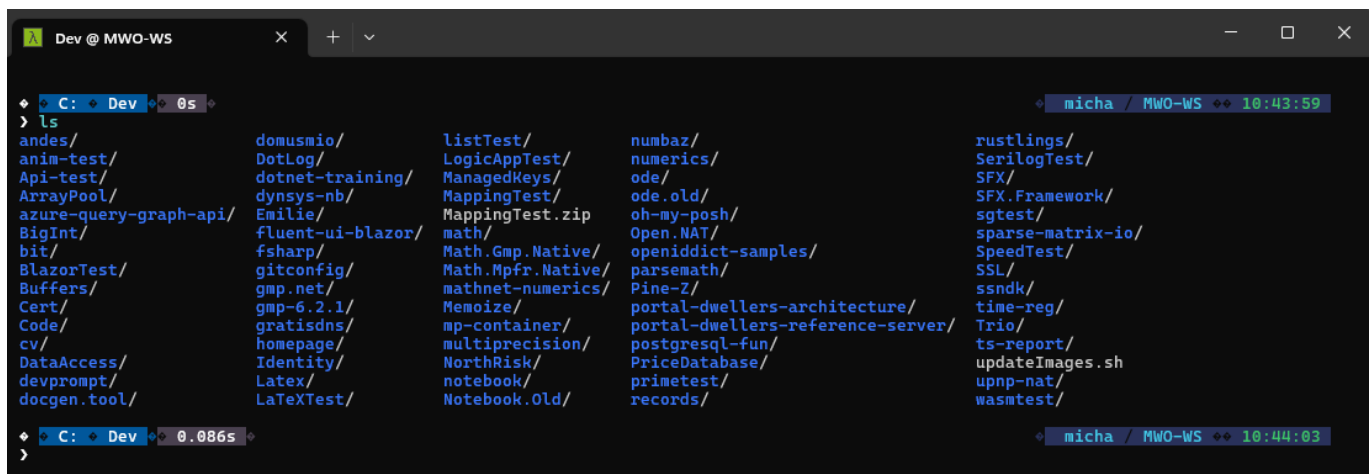 Dev @ MWO-WS
C: Dev 0s micha / MWO-WS 10:43:59
❯ ls
andes/ domusmio/ listTest/ numbaz/ rustlings/
anim-test/ DotLog/ LogicAppTest/ numerics/ SerilogTest/
Api-test/ dotnet-training/ ManagedKeys/ ode/ SFX/
ArrayPool/ dynsys-nb/ MappingTest/ ode.old/ SFX.Framework/
azure-query-graph-api/ Emilie/ MappingTest.zip oh-my-posh/ sgtest/
BigInt/ fluent-ui-blazor/ math/ Open.NAT/ sparse-matrix-io/
bit/ fsharp/ Math.Gmp.Native/ openiddict-samples/ SpeedTest/
BlazorTest/ gitconfig/ Math.Mpfr.Native/ parsemath/ SSL/
Buffers/ gmp.net/ mathnet-numerics/ Pine-Z/ ssndk/
Cert/ gmp-6.2.1/ Memoize/ portal-dwellers-architecture/ time-reg/
Code/ gratisdns/ mp-container/ portal-dwellers-reference-server/ Trio/
cv/ homepage/ multiprecision/ postgresql-fun/ ts-report/
DataAccess/ Identity/ NorthRisk/ PriceDatabase/ updateImages.sh
devprompt/ Latex/ notebook/ primetest/ upnp-nat/
docgen.tool/ LaTeXTest/ Notebook.Old/ records/ wasmtest/
C: Dev 0.086s micha / MWO-WS 10:44:03
❯